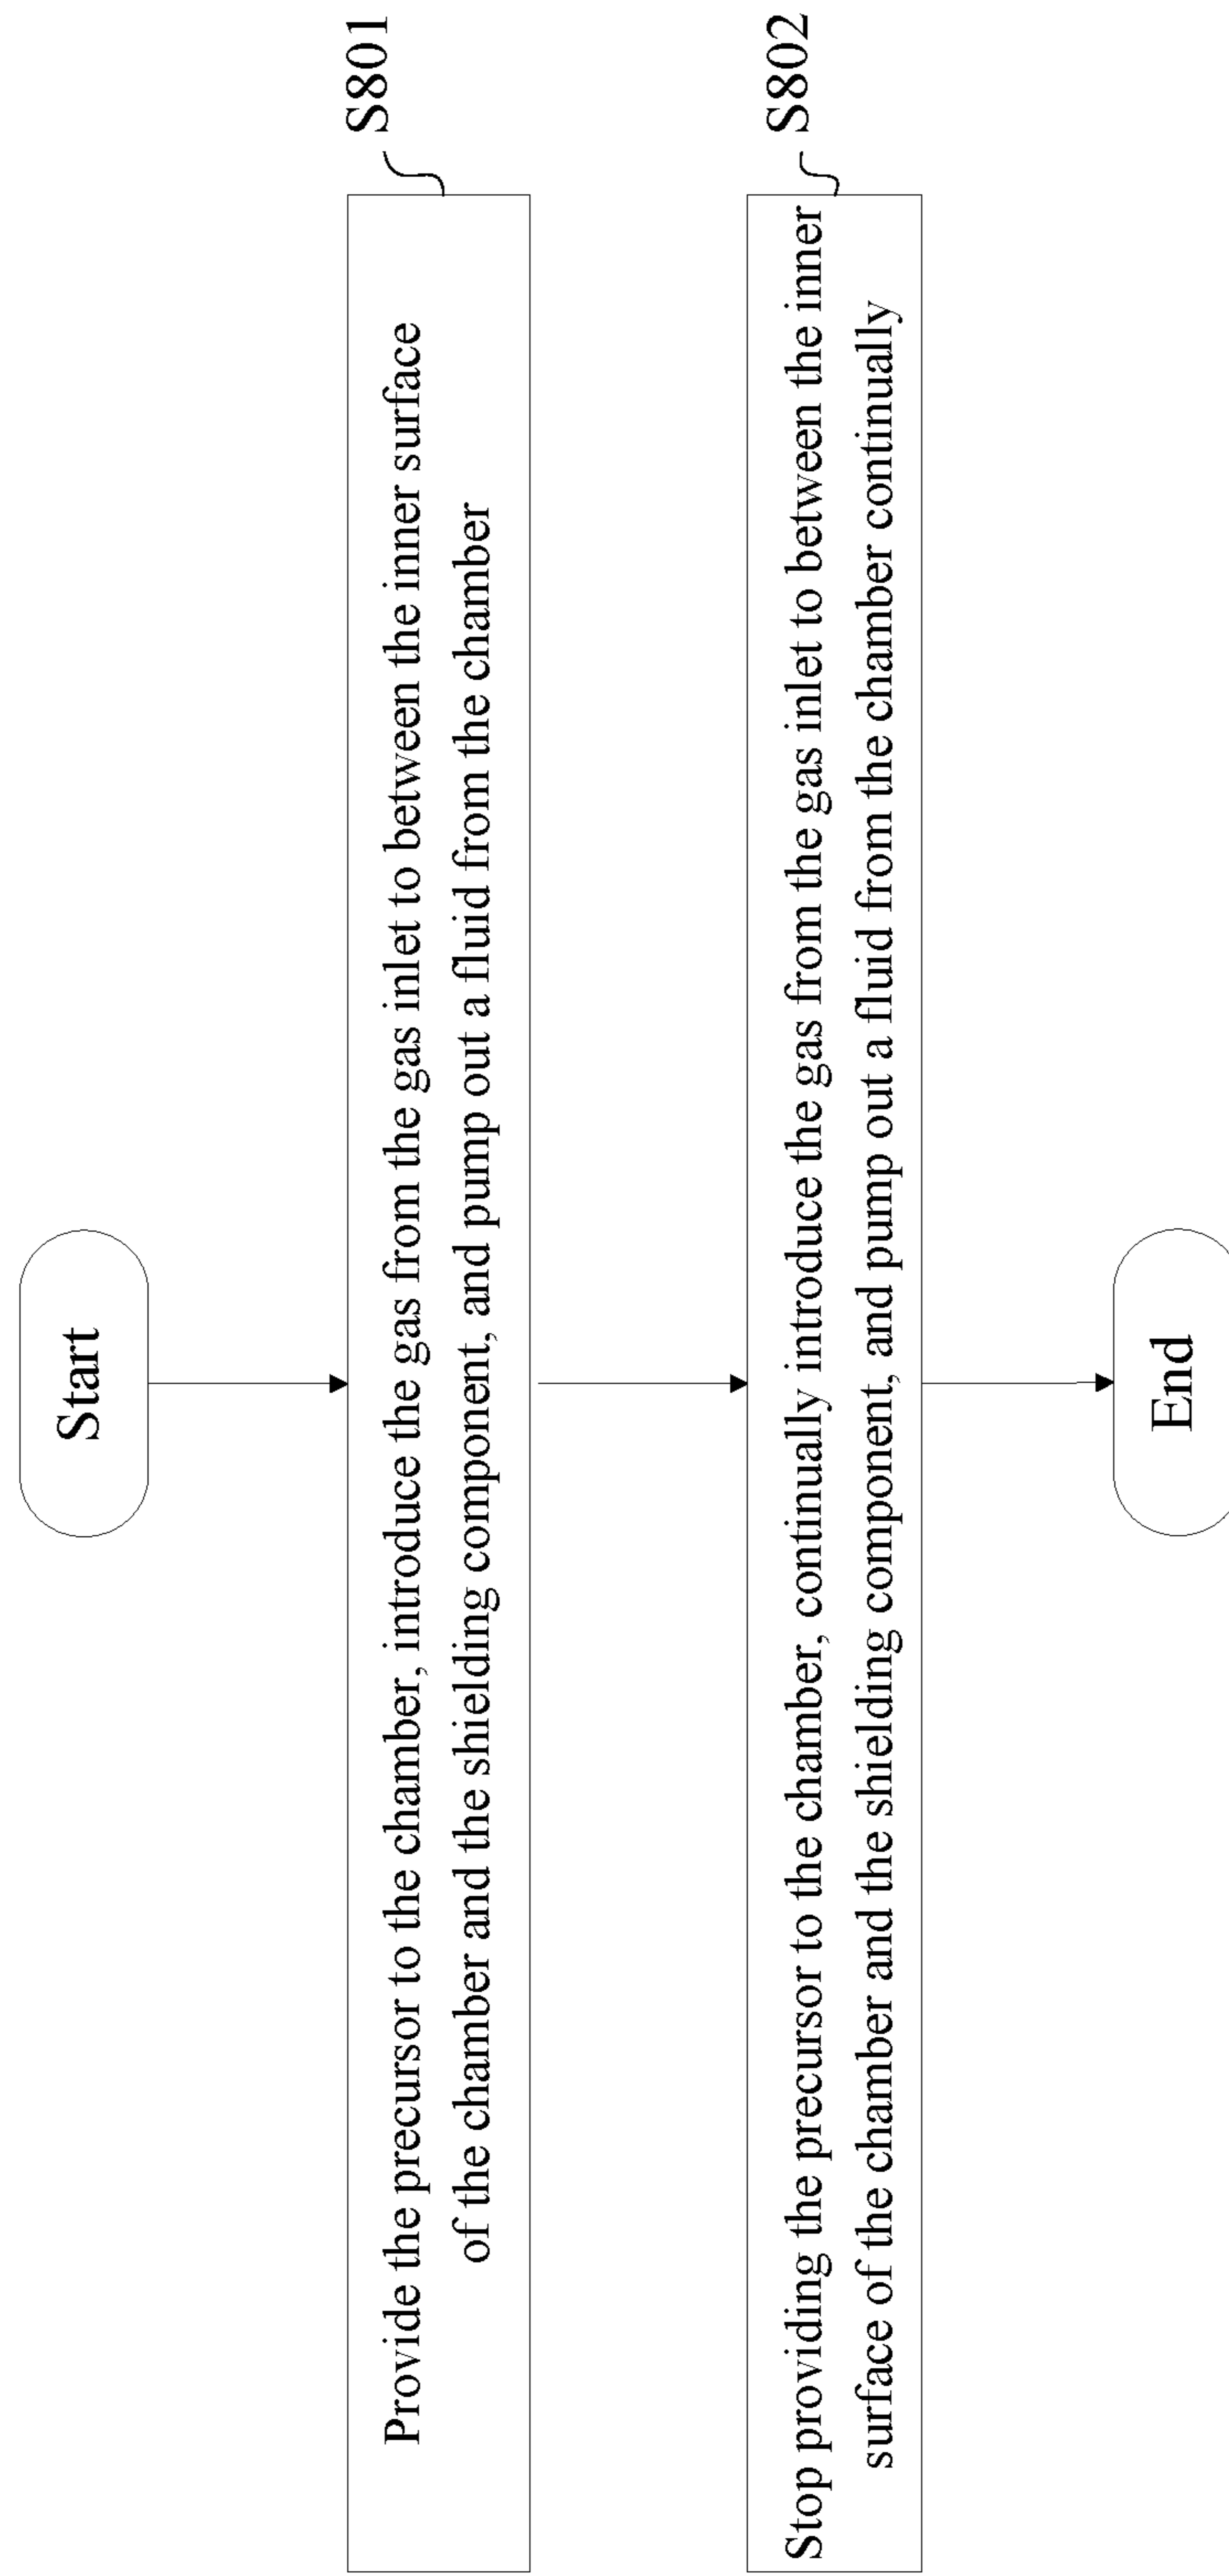 Start
S801
Provide the precursor to the chamber, introduce the gas from the gas inlet to between the inner surface
of the chamber and the shielding component, and pump out a fluid from the chamber
S802
Stop providing the precursor to the chamber, continually introduce the gas from the gas inlet to between the inner
surface of the chamber and the shielding component, and pump out a fluid from the chamber continually
End